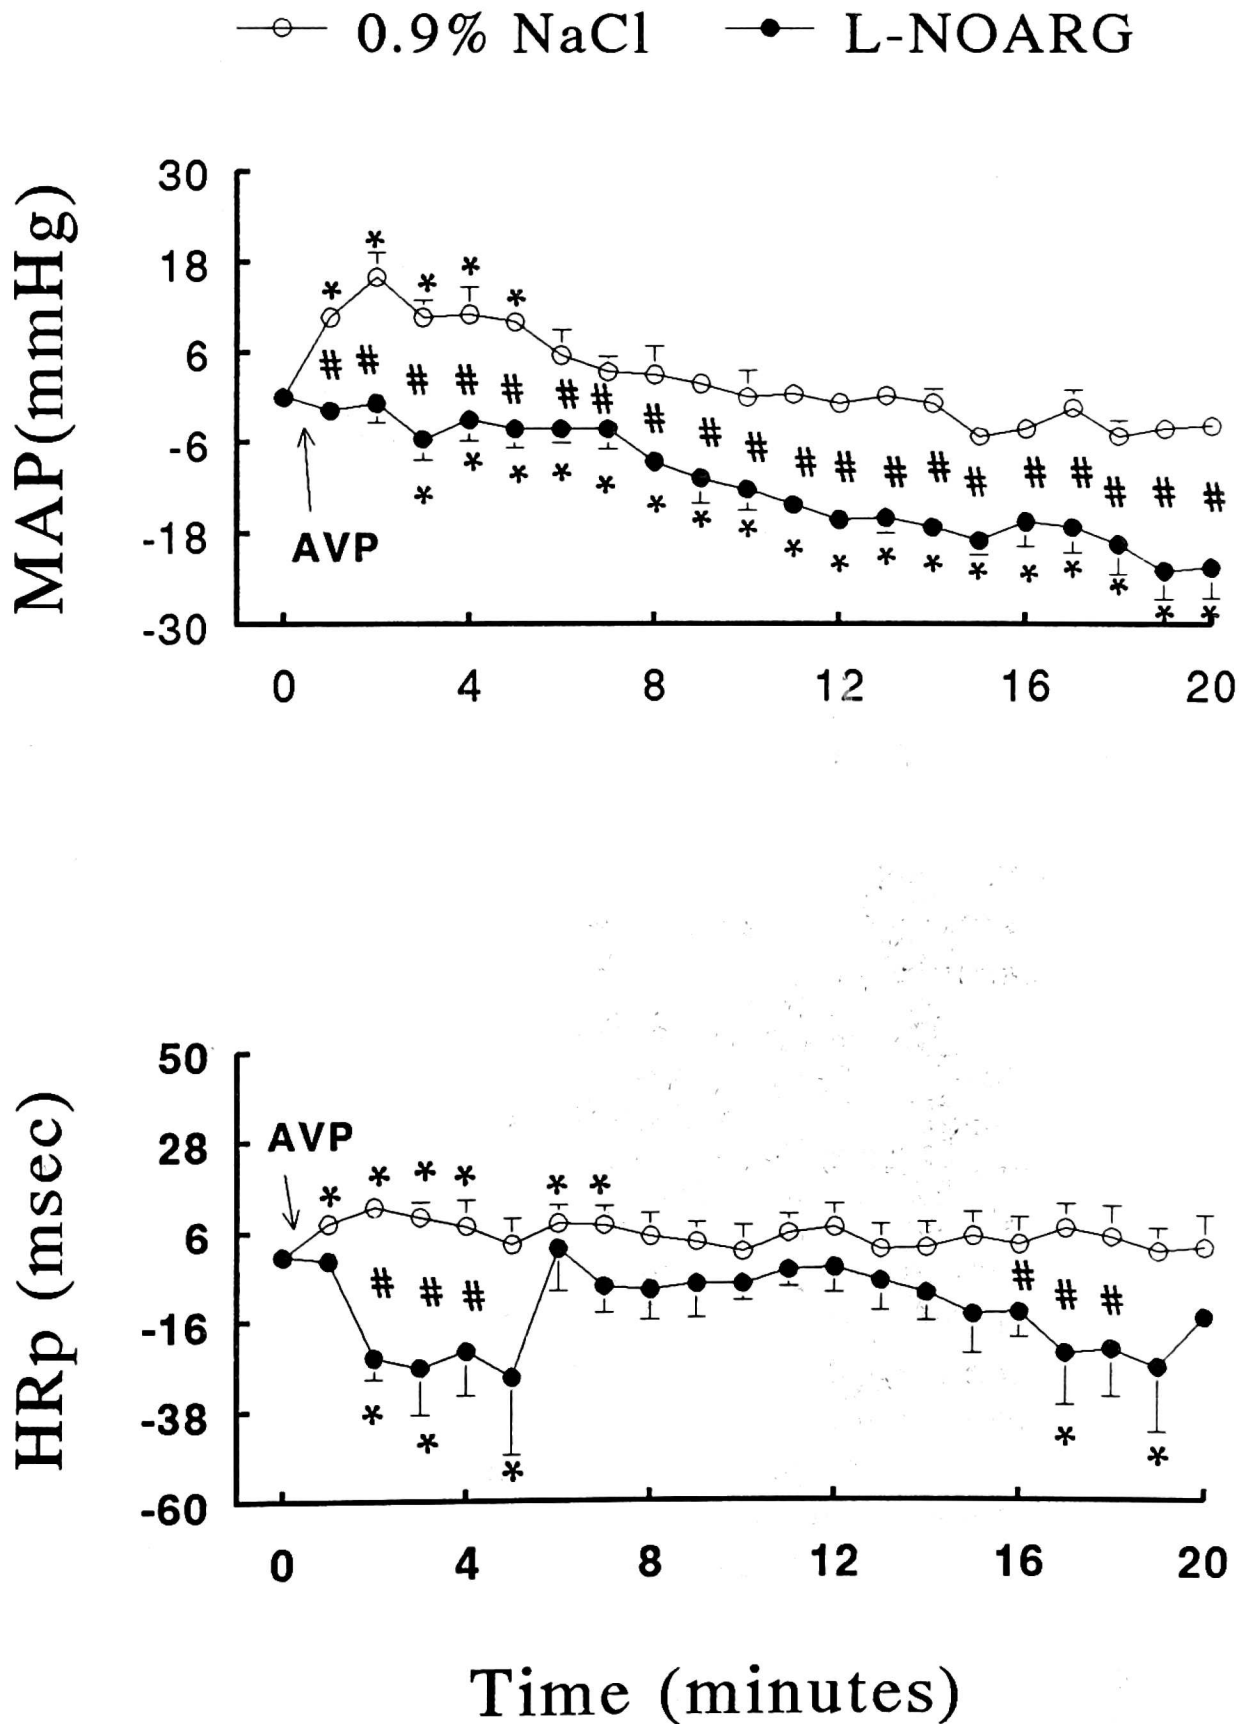 0.9% NaCl L-NOARG
MAP(mmHg)
30
18
*
* * * *
6
# # # # # # #
# # # # # # # # # # # # #
-6
* * * * * * * * * * * * * * * * * *
-18
AVP
-30
0 4 8 12 16 20
HRp (msec)
50
28
AVP
* * * * * *
6
# # # # # #
-16
-38
* * * * *
-60
0 4 8 12 16 20
Time (minutes)